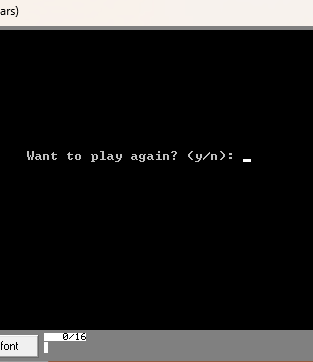 ars)
Want to play again? (y/n): _
0/16
font